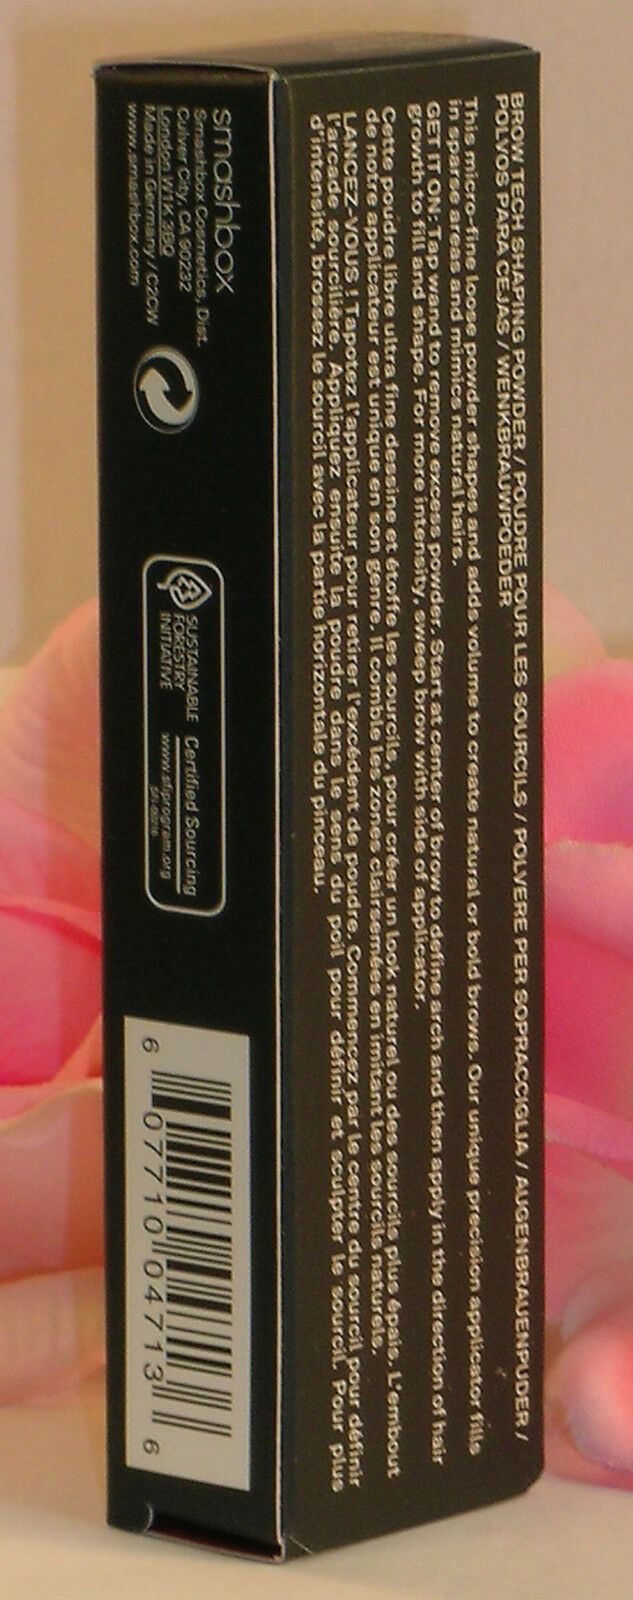 BROW TECH SHAPING POWDER / POUDRE POUR LES SOURCILS / POLVERE PER SOPRACCIGLIA / AUGENBRAUENPUDER /
POLVOS PARA CEJAS / WENKBRAUWPOEDER
This micro-fine loose powder shapes and adds volume to create natural or bold brows. Our unique precision applicator fills
in sparse areas and mimics natural hairs.
GET IT ON: Tap wand to remove excess powder. Start at center of brow to define arch and then apply in the direction of hair
growth to fill and shape. For more intensity, sweep brow with side of applicator.
Cette poudre libre ultra fine dessine et étoffe les sourcils, pour créer un look naturel ou des sourcils plus épais. L'embout
de notre applicateur est unique en son genre. Il comble les zones clairsemées en imitant les sourcils naturels.
LANCEZ-VOUS ! Tapotez l'applicateur pour retirer l'excédent de poudre. Commencez par le centre du sourcil pour définir
l'arcade sourcilière. Appliquez ensuite la poudre dans le sens du poil pour définir et sculpter le sourcil. Pour plus
d'intensité, brossez le sourcil avec la partie horizontale du pinceau.
smashbox
Smashbox Cosmetics, Dist.
Culver City, CA 90232
London W1K 3BQ
Made in Germany / C2CW
www.smashbox.com
SUSTAINABLE
FORESTRY
INITIATIVE
Certified Sourcing
www.sfiprogram.org
6 07710 04713 6